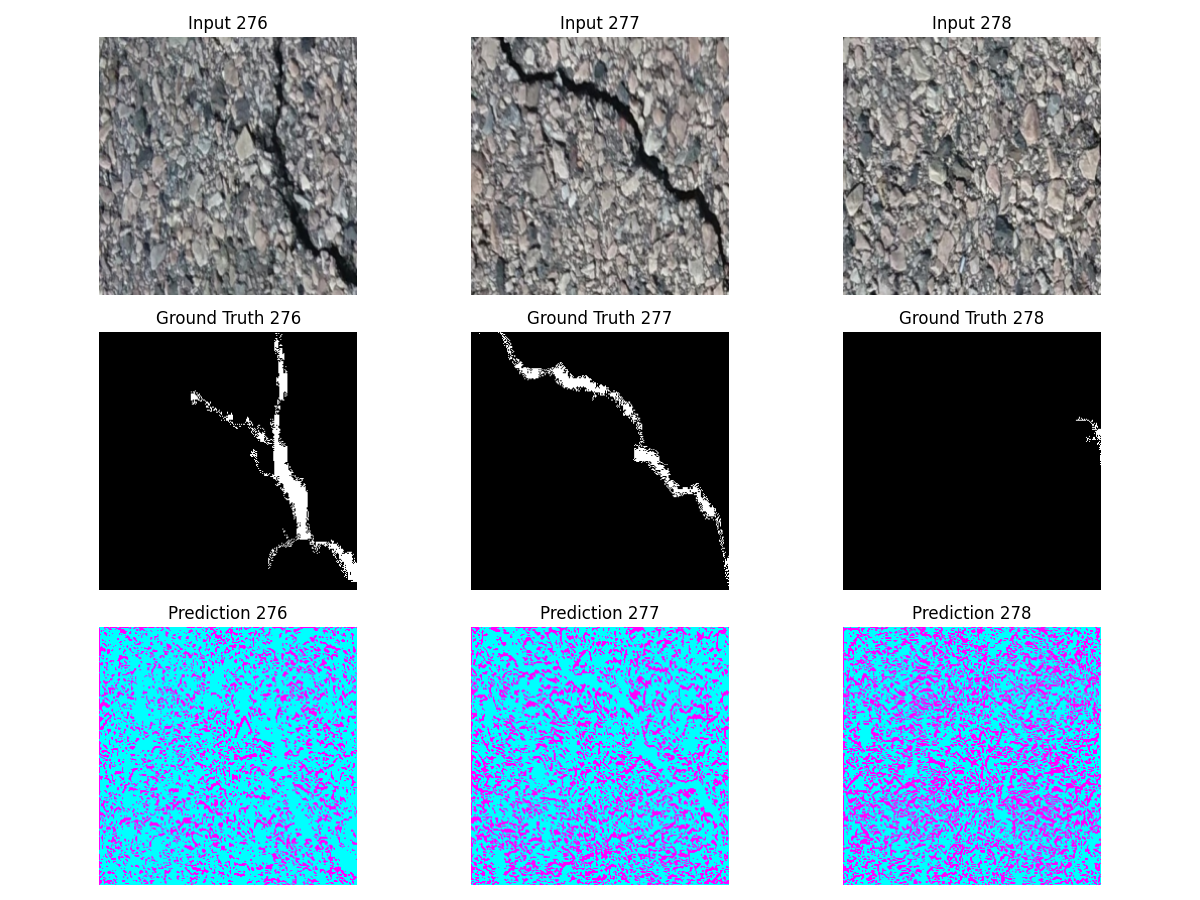 Input 276
Input 277
Input 278
Ground Truth 276
Ground Truth 277
Ground Truth 278
Prediction 276
Prediction 277
Prediction 278